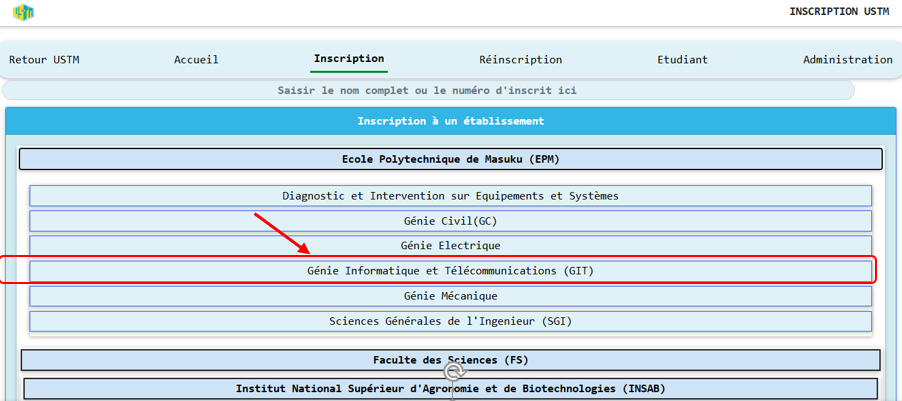 USTM
INSCRIPTION USTM
Retour USTM Accueil Inscription Réinscription Etudiant Administration
Saisir le nom complet ou le numéro d'inscrit ici
Inscription à un établissement
Ecole Polytechnique de Masuku (EPM)
Diagnostic et Intervention sur Equipements et Systèmes
Génie Civil(GC)
Génie Electrique
Génie Informatique et Télécommunications (GIT)
Génie Mécanique
Sciences Générales de l'Ingenieur (SGI)
Faculte des Sciences (FS)
Institut National Supérieur d'Agronomie et de Biotechnologies (INSAB)